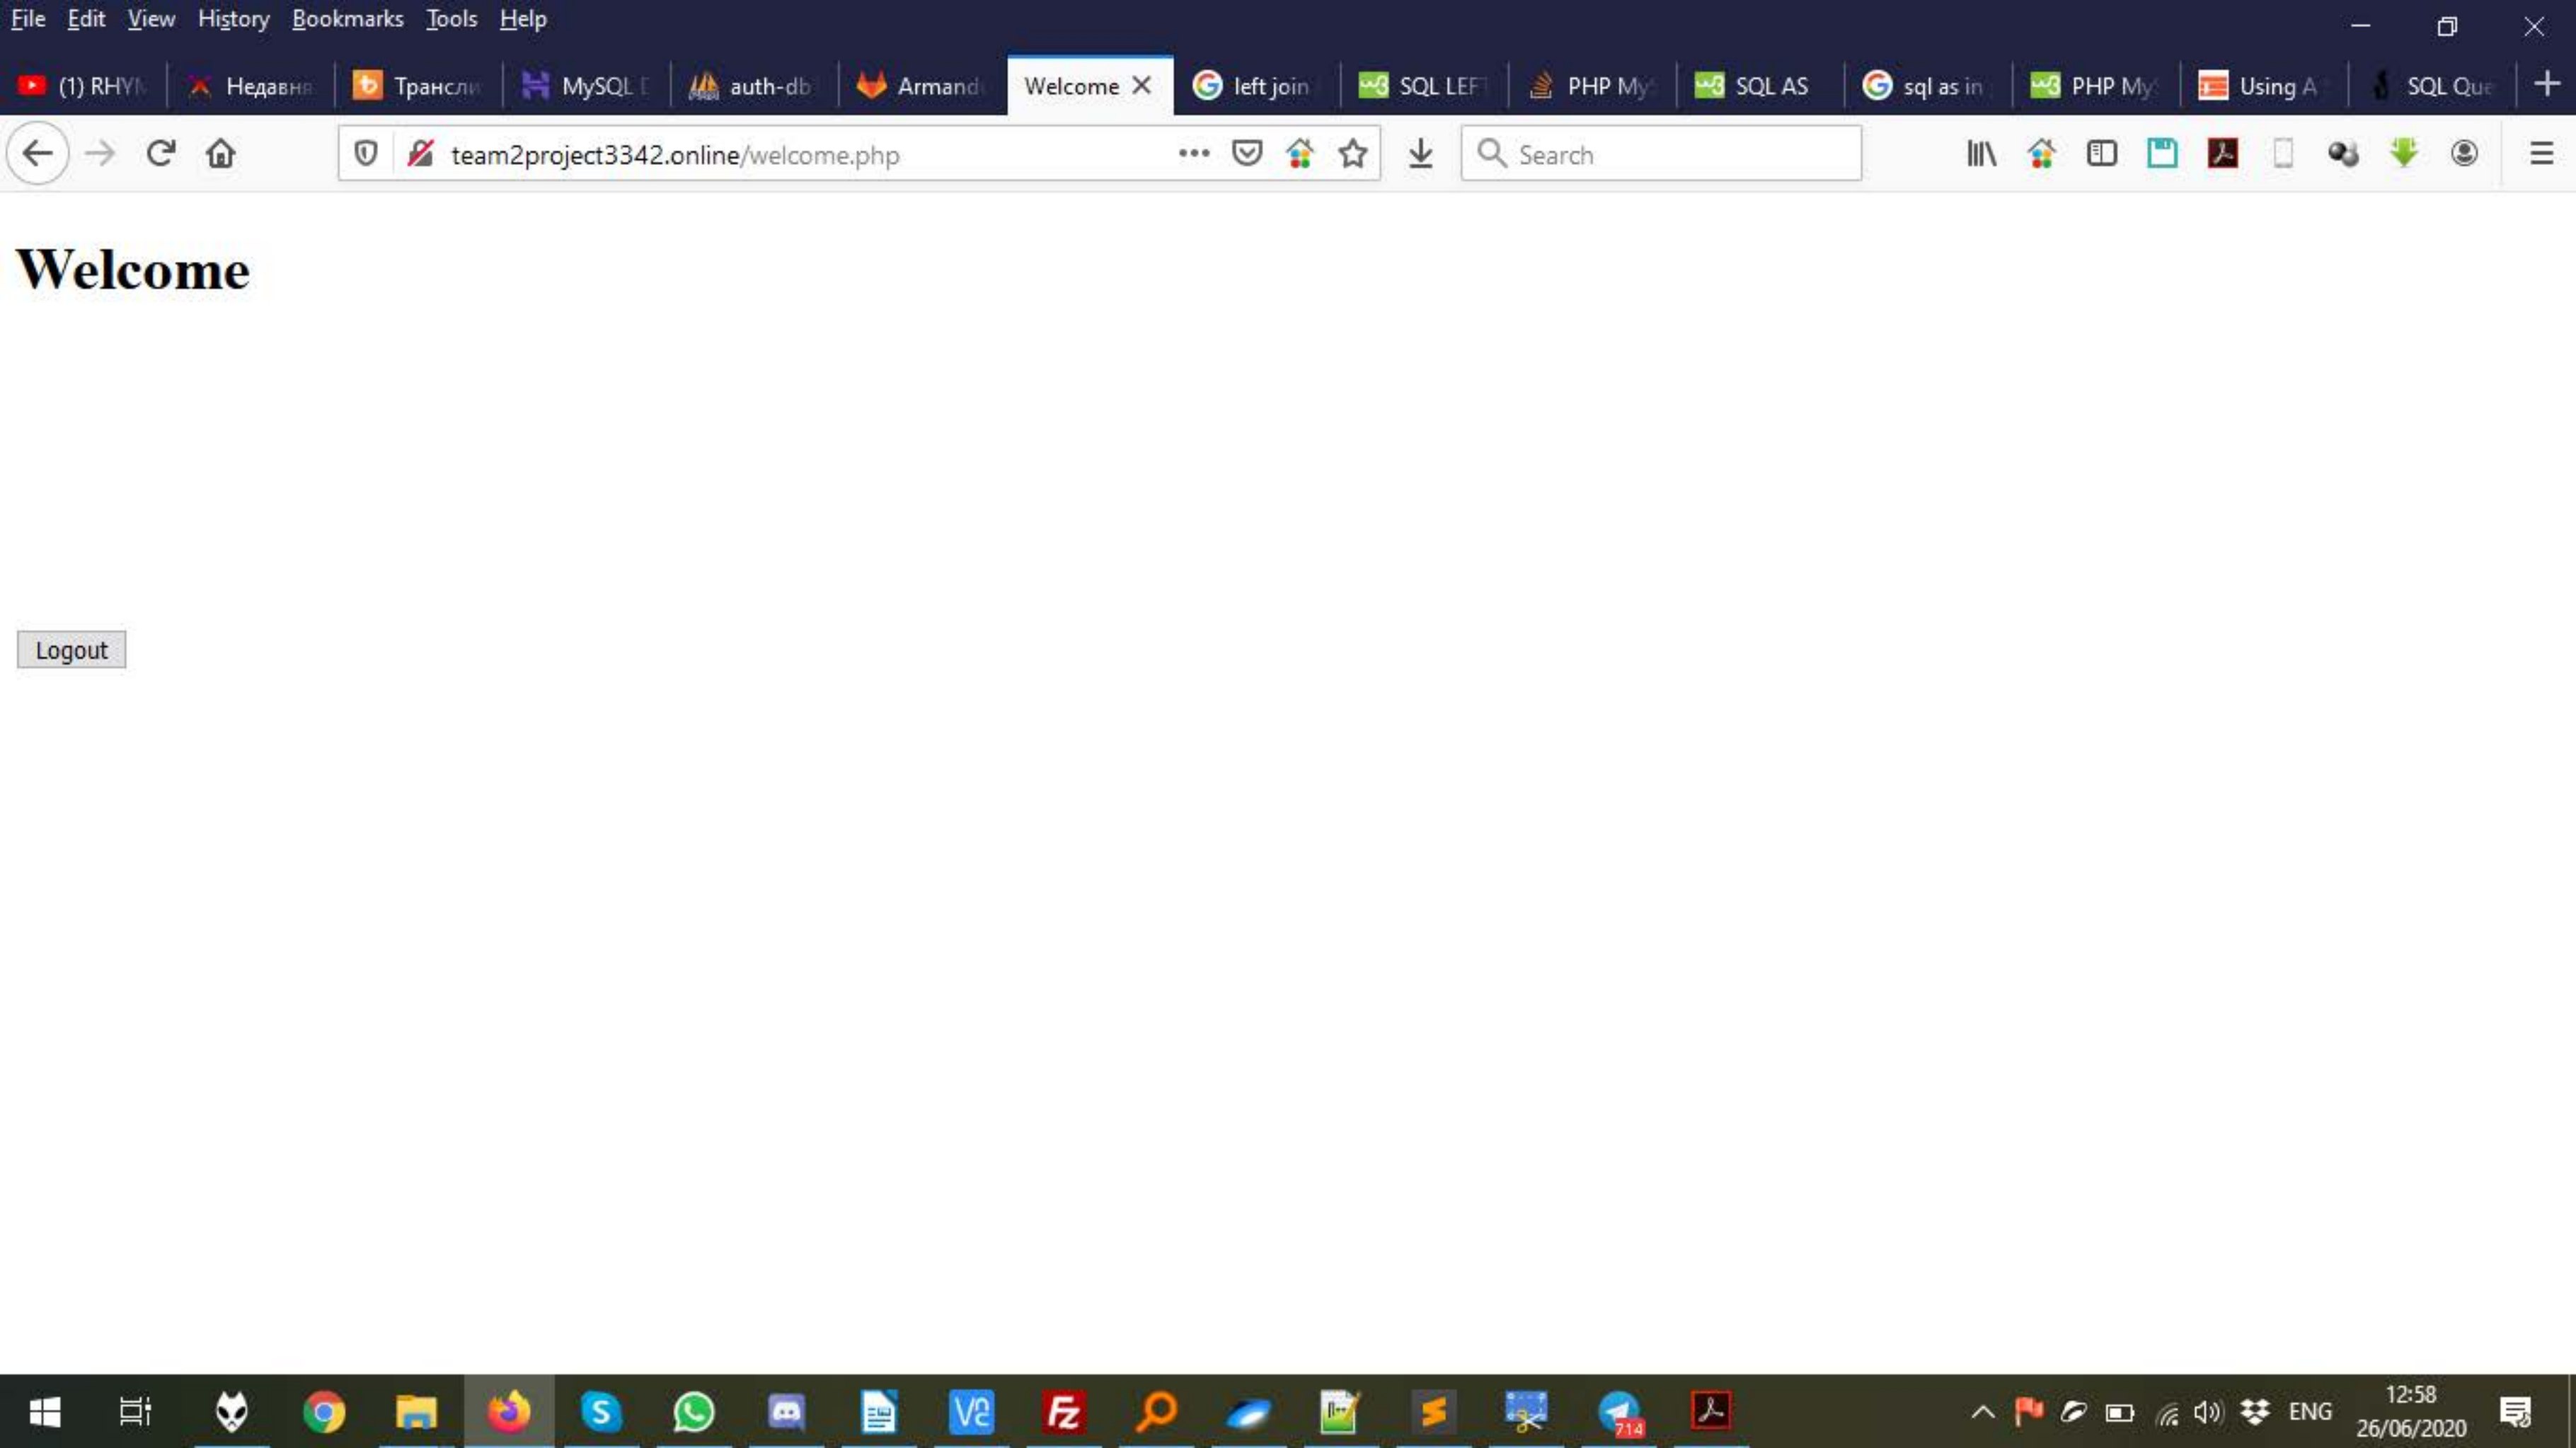 File Edit View History Bookmarks Tools Help
(1) RHYM Недавня Трансли MySQL auth-db Armand Welcome left join SQL LEFT PHP My SQL AS sql as in PHP My Using A SQL Que
team2project3342.online/welcome.php Search
Welcome
Logout
714 ENG 12:58
26/06/2020